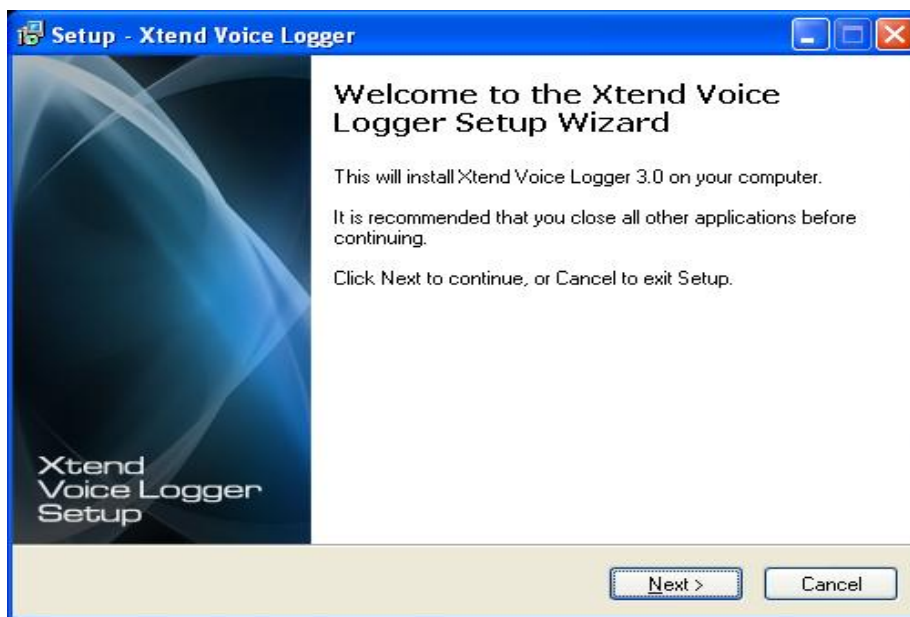 Setup - Xtend Voice Logger
Welcome to the Xtend Voice
Logger Setup Wizard
This will install Xtend Voice Logger 3.0 on your computer.
It is recommended that you close all other applications before
continuing.
Click Next to continue, or Cancel to exit Setup.
Xtend
Voice Logger
Setup
Next >
Cancel